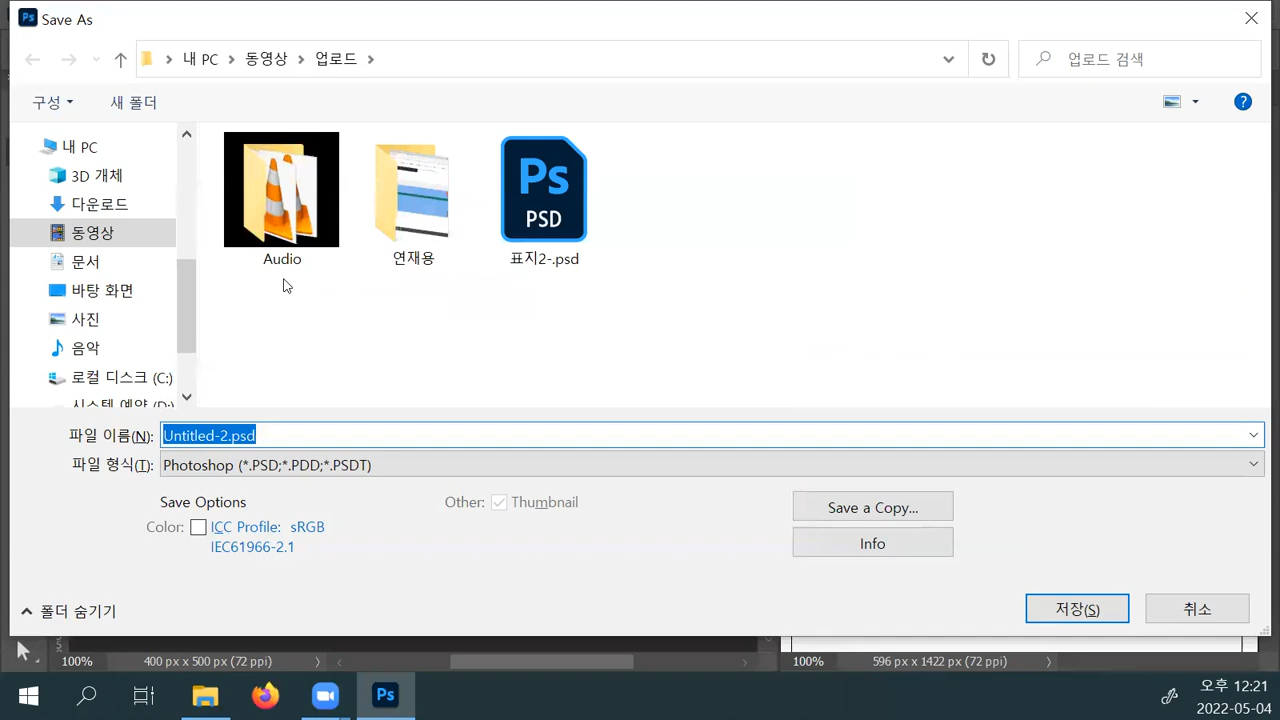 Ps Save As
내 PC 동영상 업로드
업로드 검색
구성 새 폴더
내 PC
3D 개체
다운로드
동영상
문서
바탕 화면
사진
음악
로컬 디스크 (C:)
시스템 예약 (D:)
Ps
PSD
Audio 연재용 표지2-.psd
파일 이름(N): Untitled-2.psd
파일 형식(T): Photoshop (*.PSD;*.PDD;*.PSDT)
Save Options
Other: Thumbnail
Save a Copy...
Color: ICC Profile: sRGB
IEC61966-2.1
Info
폴더 숨기기
저장(S) 취소
100% 400 px x 500 px (72 ppi) 100% 596 px x 1422 px (72 ppi)
Ps
오후 12:21
2022-05-04